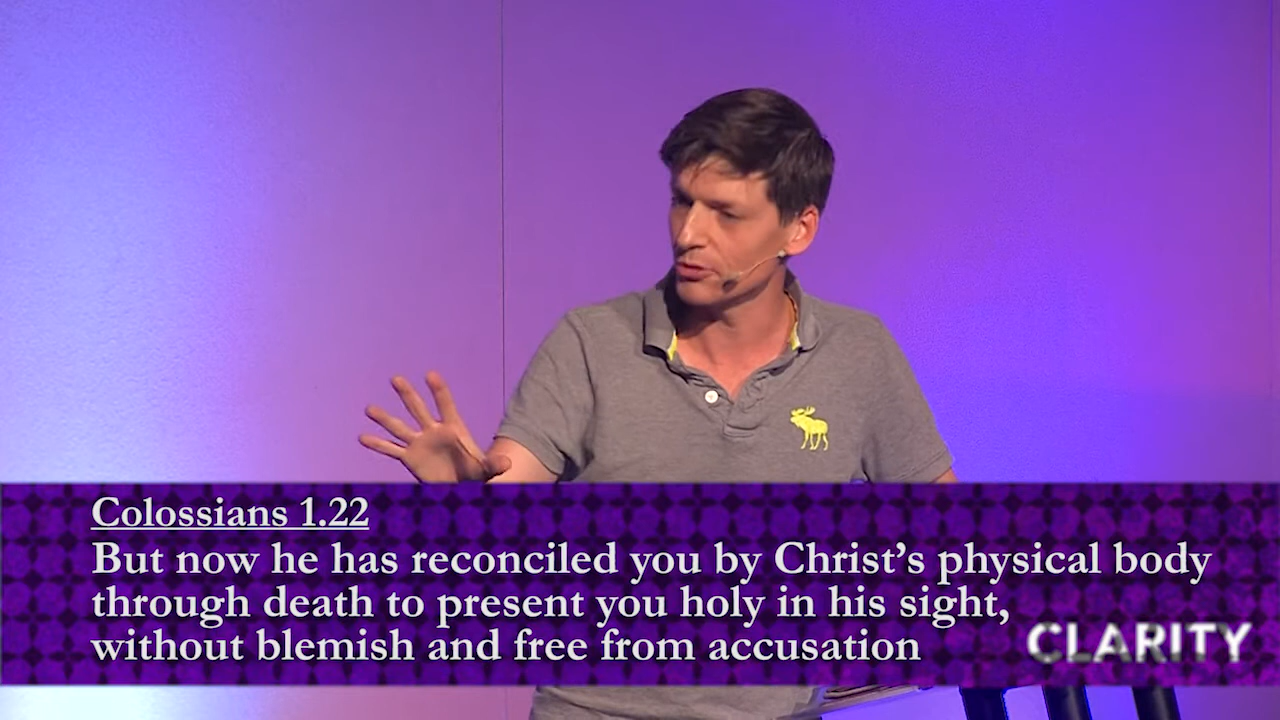 Colossians 1.22
But now he has reconciled you by Christ’s physical body
through death to present you holy in his sight,
without blemish and free from accusation
CLARITY